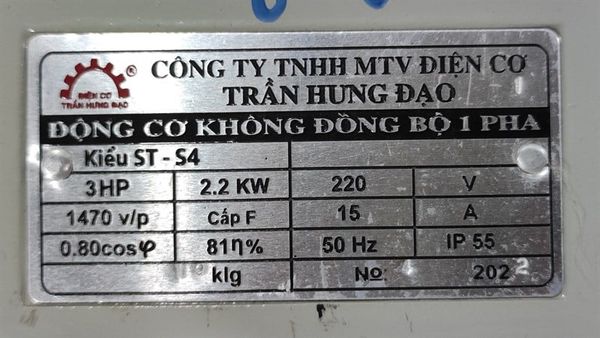 ĐIỆN CƠ
TRẦN HƯNG ĐẠO
®
CÔNG TY TNHH MTV ĐIỆN CƠ
TRẦN HƯNG ĐẠO
ĐỘNG CƠ KHÔNG ĐỒNG BỘ 1 PHA
Kiểu ST - S4
3HP 2.2 KW 220 V
1470 v/p Cấp F 15 A
0.80cosφ 81η% 50 Hz IP 55
klg Nº 202 2